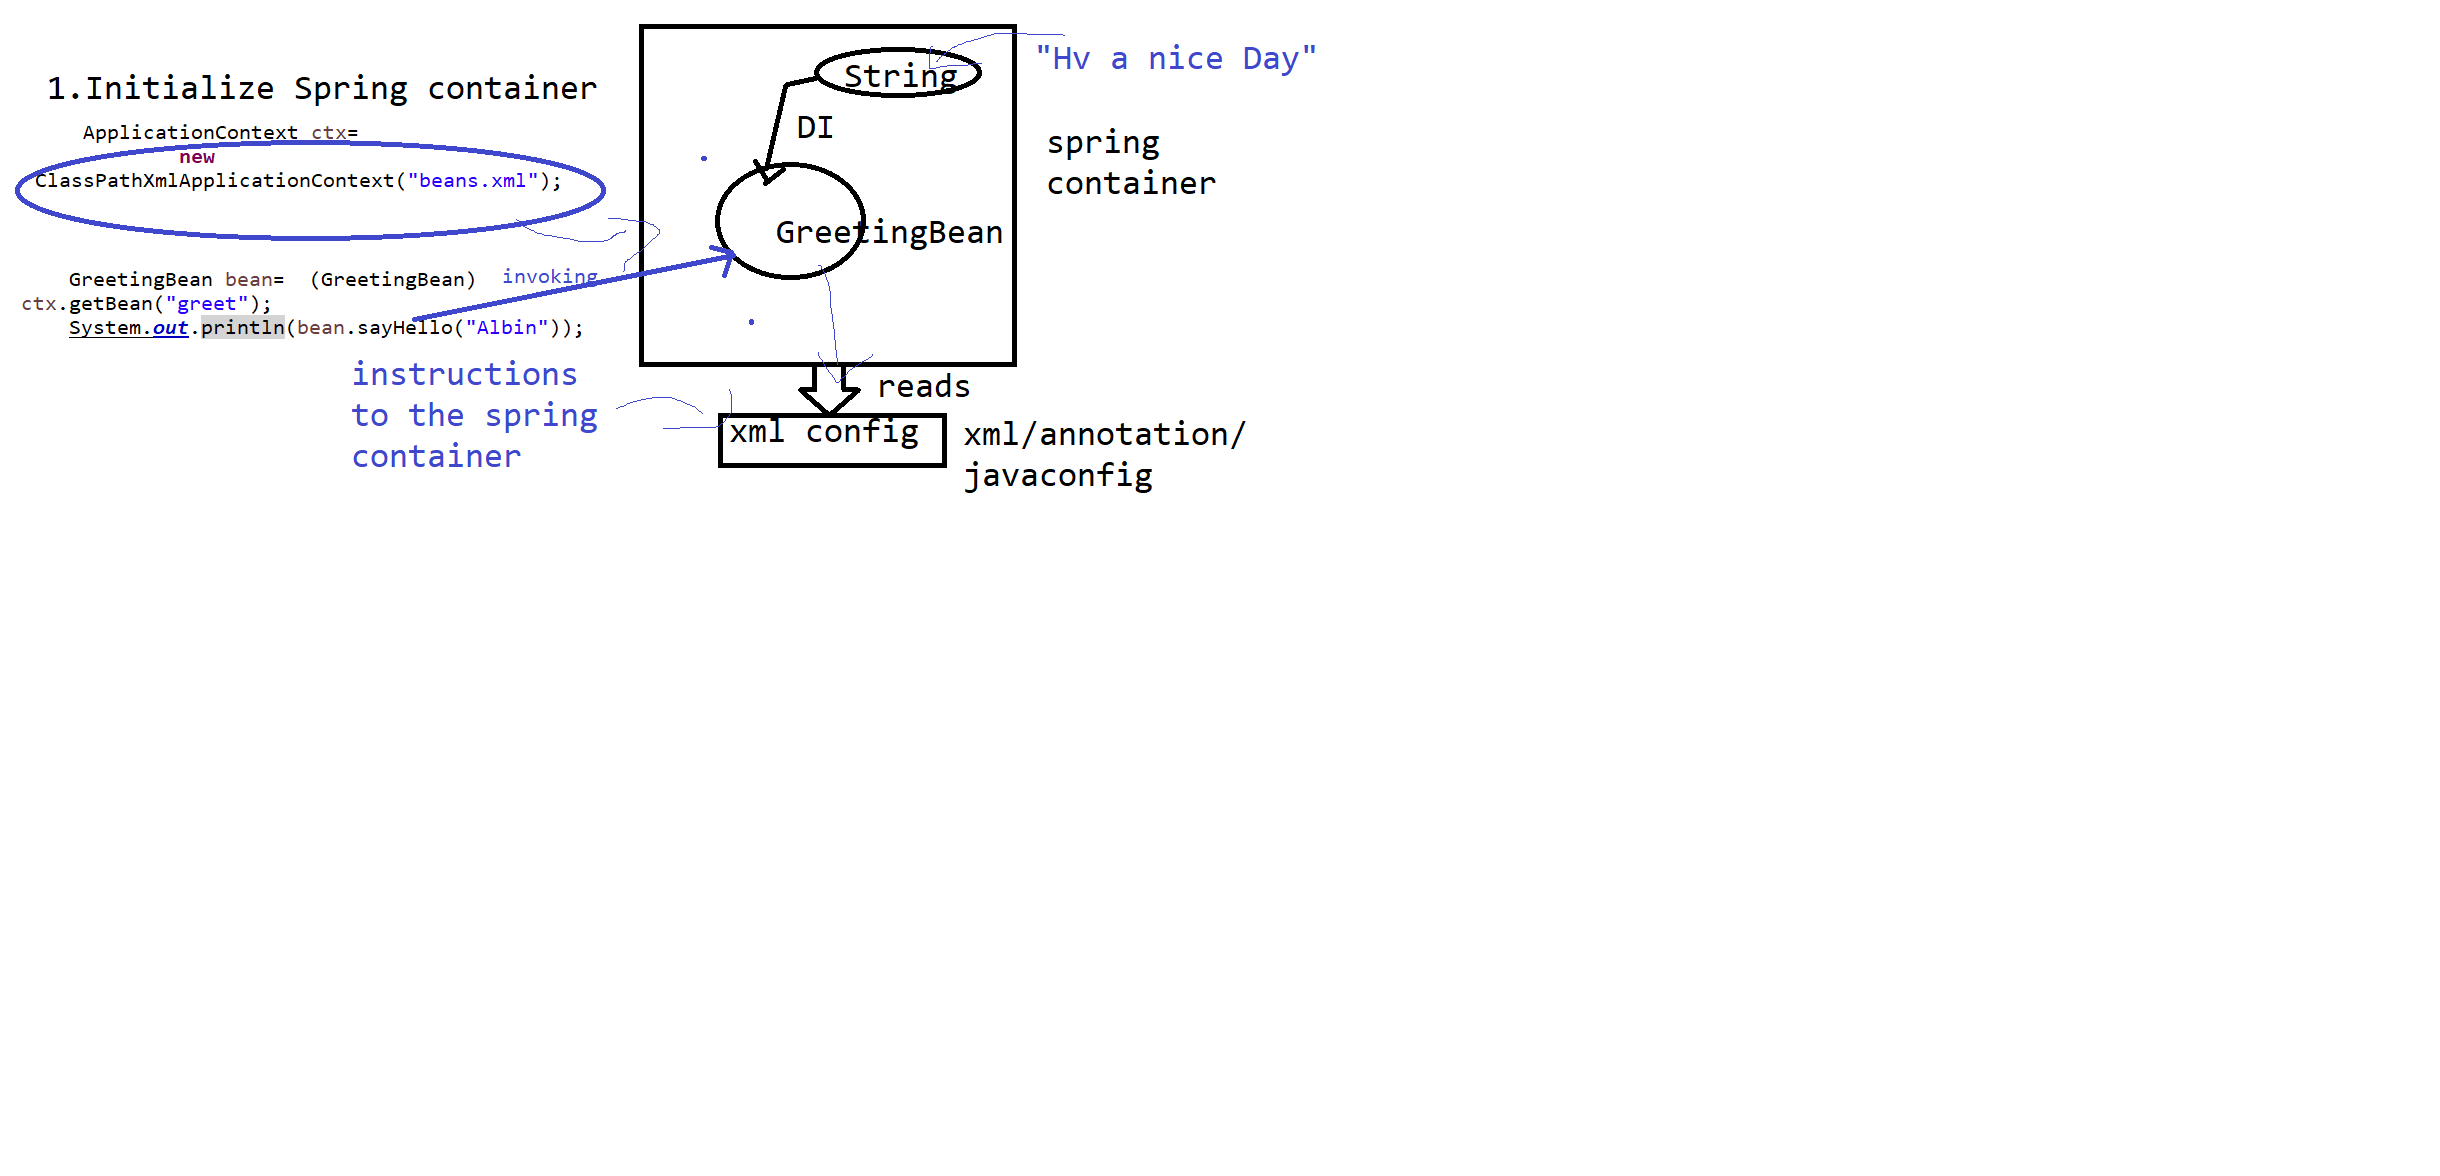 1.Initialize Spring container
ApplicationContext ctx=
new
ClassPathXmlApplicationContext("beans.xml");
GreetingBean bean=  (GreetingBean)
ctx.getBean("greet");
System.out.println(bean.sayHello("Albin"));
invoking
instructions
to the spring
container
String
DI
GreetingBean
"Hv a nice Day"
spring
container
reads
xml config
xml/annotation/
javaconfig